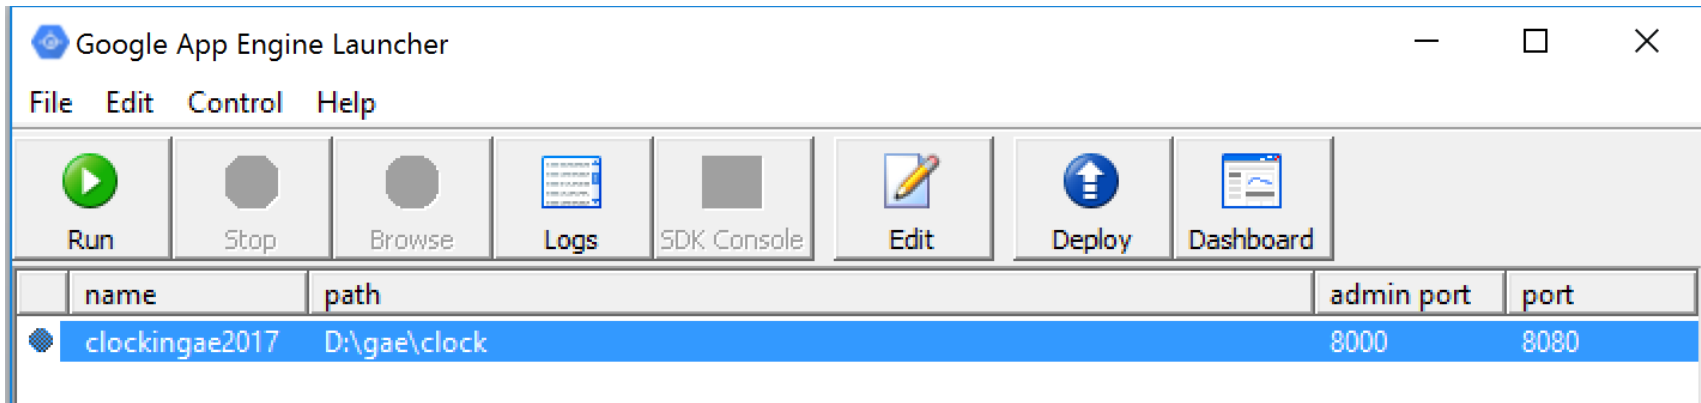 Google App Engine Launcher
File Edit Control Help
Run Stop Browse Logs SDK Console Edit Deploy Dashboard
name path admin port port
clockingae2017 D:\gae\clock 8000 8080